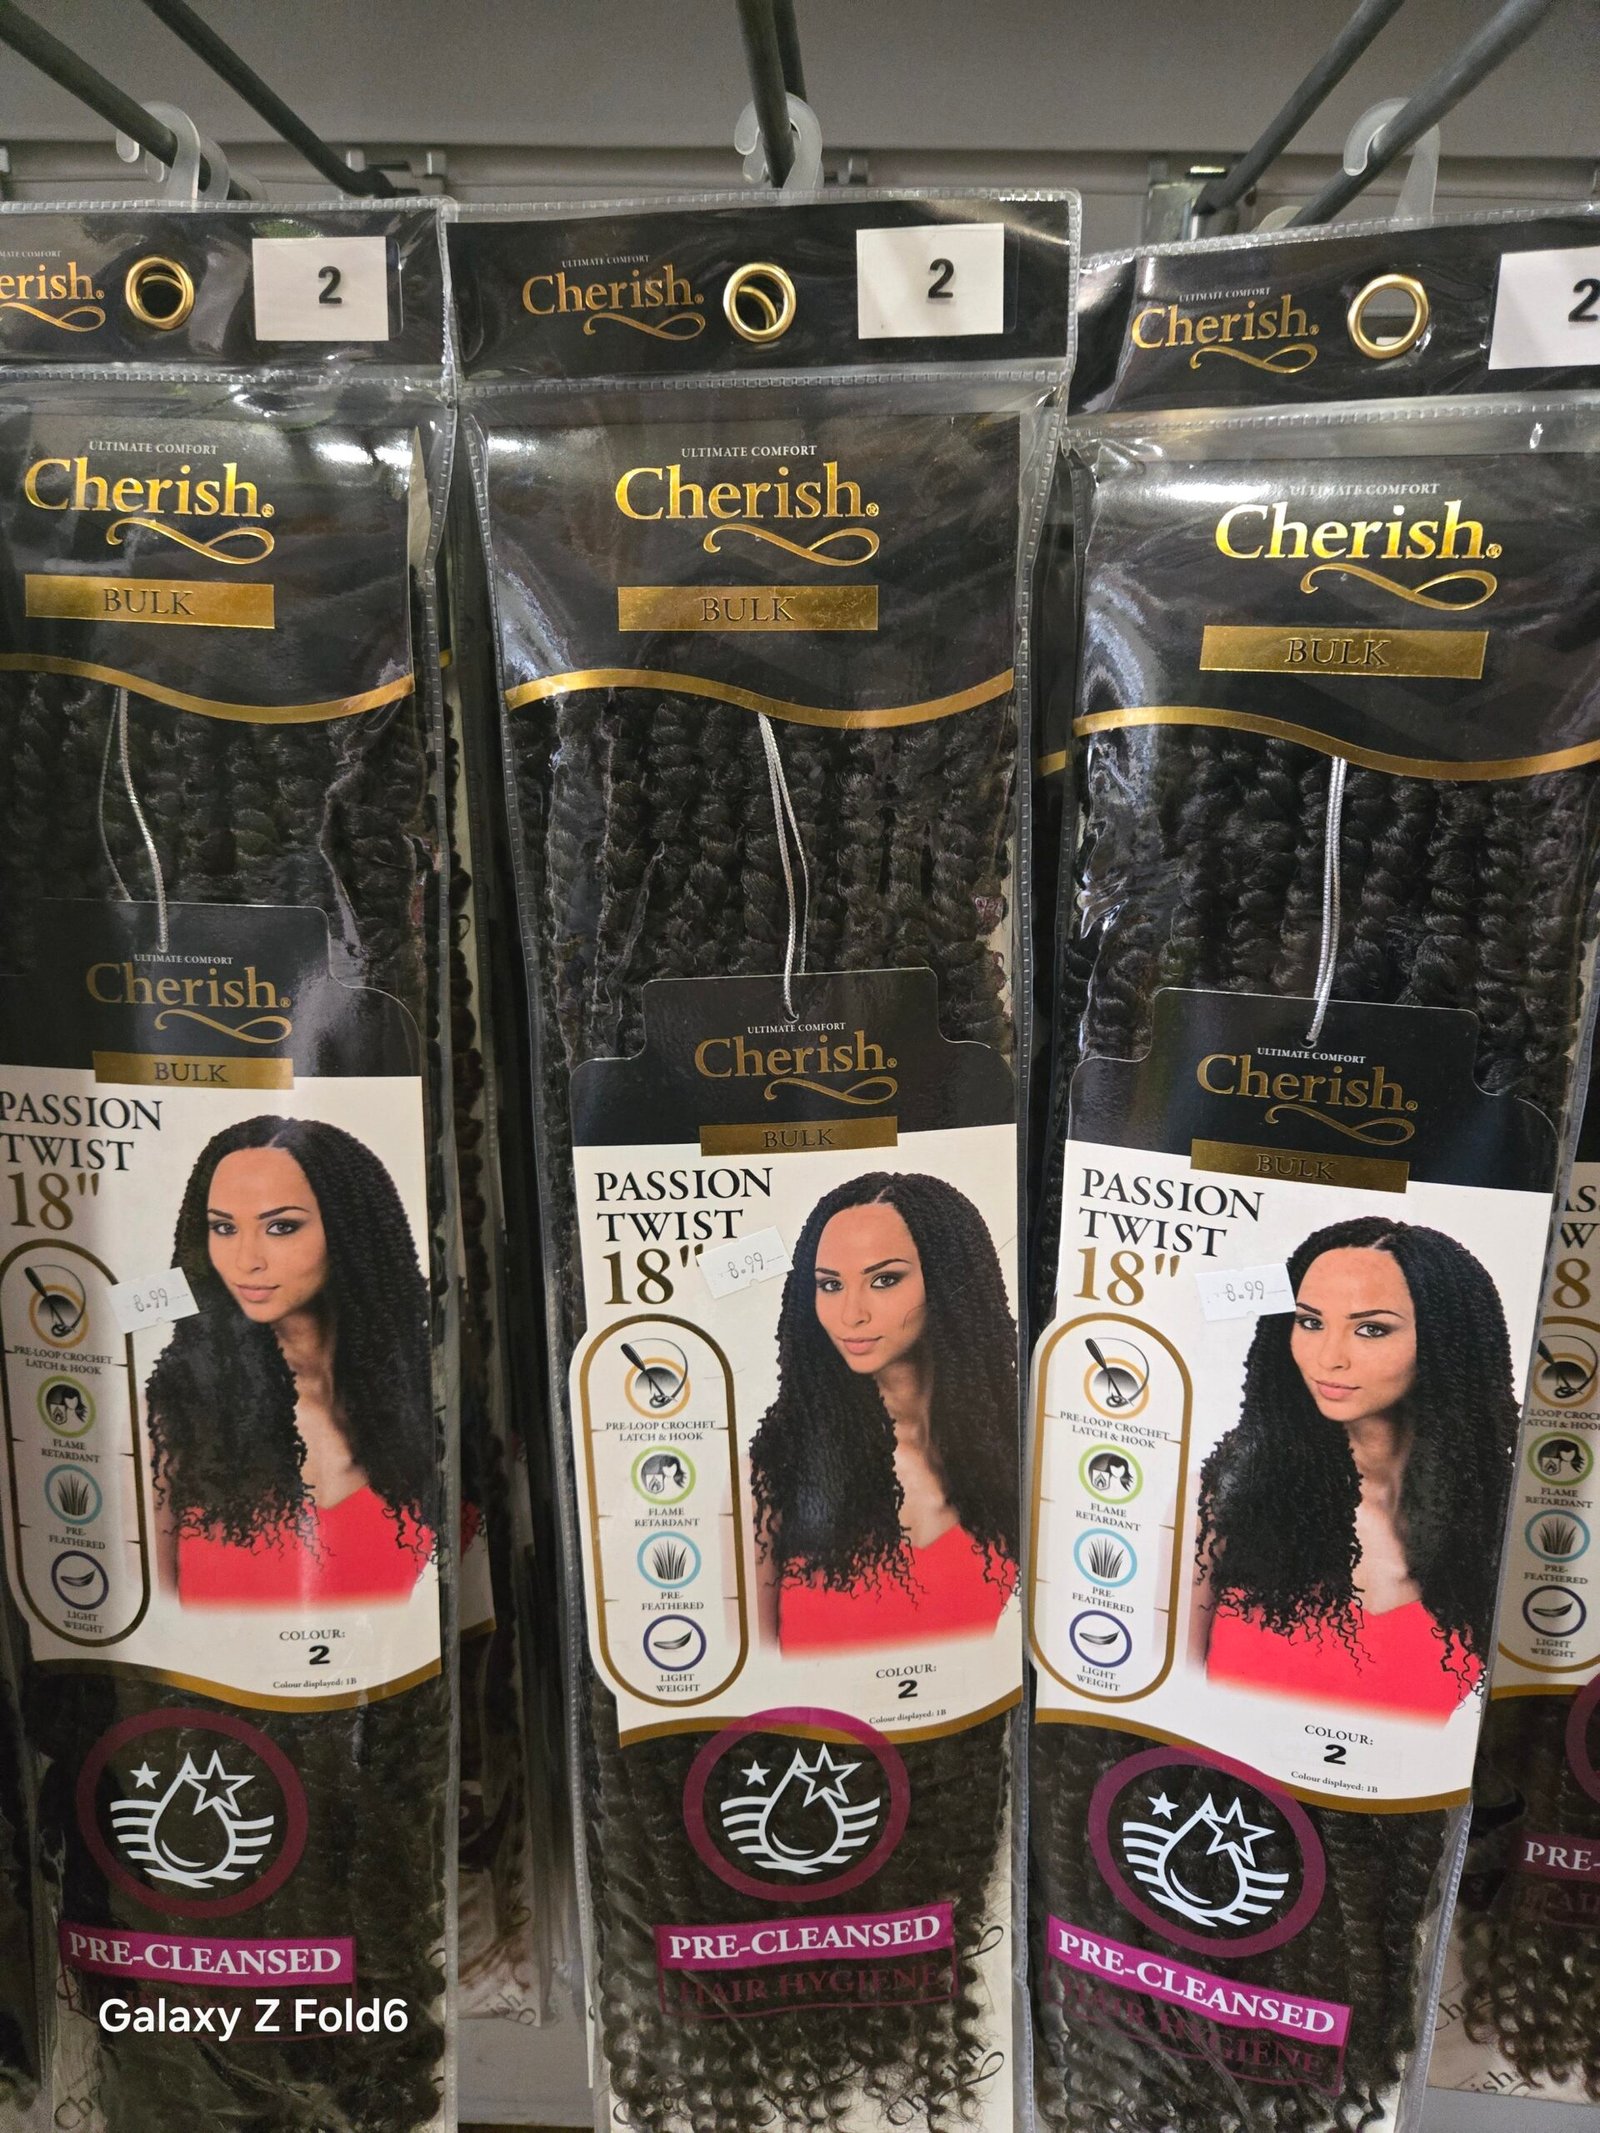 ULTIMATE COMFORT
erish.
2
ULTIMATE COMFORT
Cherish.
2
ULTIMATE COMFORT
Cherish.
2
ULTIMATE COMFORT
Cherish®
BULK
ULTIMATE COMFORT
Cherish®
BULK
ULTIMATE COMFORT
Cherish®
BULK
ULTIMATE COMFORT
Cherish®
BULK
PASSION
TWIST
18"
8.99
PRE-LOOP CROCHET
LATCH & HOOK
FLAME
RETARDANT
PRE-
FEATHERED
LIGHT
WEIGHT
COLOUR:
2
Colour displayed: 1B
PRE-CLEANSED
ULTIMATE COMFORT
Cherish®
BULK
PASSION
TWIST
18"
8.99
PRE-LOOP CROCHET
LATCH & HOOK
FLAME
RETARDANT
PRE-
FEATHERED
LIGHT
WEIGHT
COLOUR:
2
Colour displayed: 1B
PRE-CLEANSED
HAIR HYGIENE
ULTIMATE COMFORT
Cherish®
BULK
PASSION
TWIST
18"
8.99
PRE-LOOP CROCHET
LATCH & HOOK
FLAME
RETARDANT
PRE-
FEATHERED
LIGHT
WEIGHT
COLOUR:
2
Colour displayed: 1B
PRE-CLEANSED
HAIR HYGIENE
FLAME
RETARDANT
PRE-
FEATHERED
LIGHT
WEIGHT
PRE-
Galaxy Z Fold6